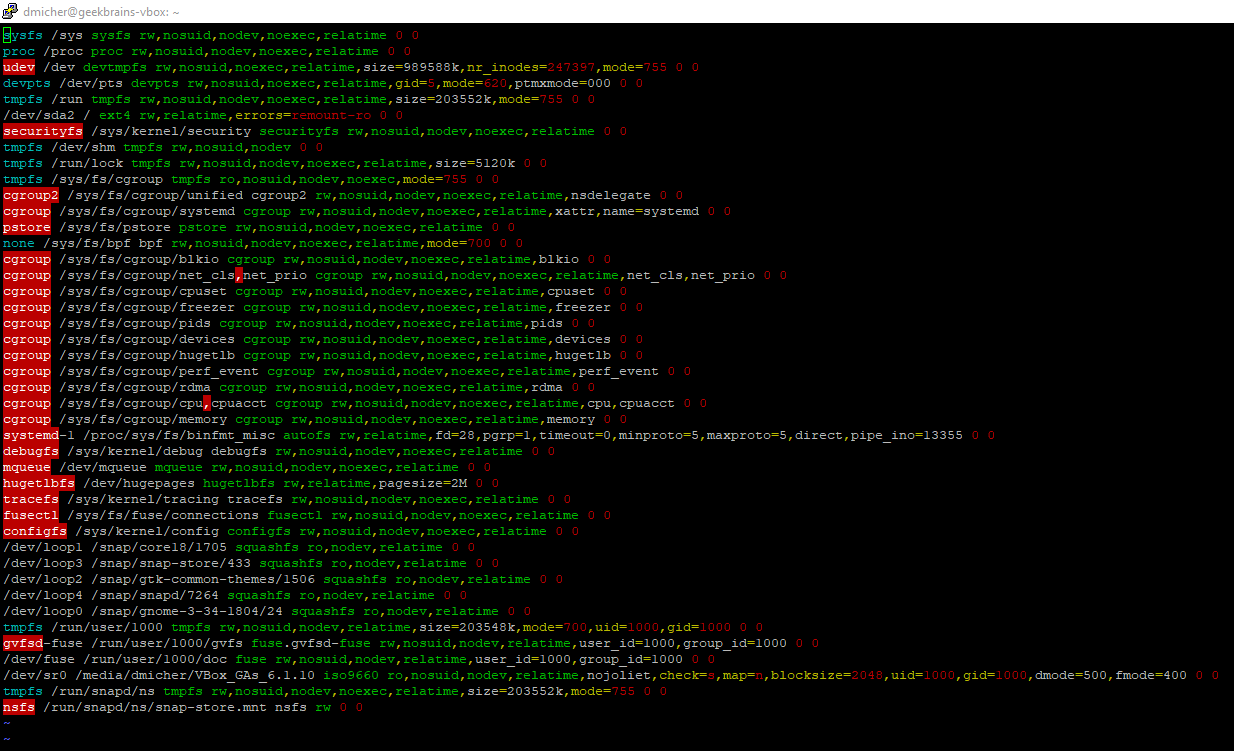 dmicher@geekbrains-vbox: ~
sysfs /sys sysfs rw,nosuid,nodev,noexec,relatime 0 0
proc /proc proc rw,nosuid,nodev,noexec,relatime 0 0
udev /dev devtmpfs rw,nosuid,noexec,relatime,size=989588k,nr_inodes=247397,mode=755 0 0
devpts /dev/pts devpts rw,nosuid,noexec,relatime,gid=5,mode=620,ptmxmode=000 0 0
tmpfs /run tmpfs rw,nosuid,nodev,noexec,relatime,size=203552k,mode=755 0 0
/dev/sda2 / ext4 rw,relatime,errors=remount-ro 0 0
securityfs /sys/kernel/security securityfs rw,nosuid,nodev,noexec,relatime 0 0
tmpfs /dev/shm tmpfs rw,nosuid,nodev 0 0
tmpfs /run/lock tmpfs rw,nosuid,nodev,noexec,relatime,size=5120k 0 0
tmpfs /sys/fs/cgroup tmpfs ro,nosuid,nodev,noexec,mode=755 0 0
cgroup2 /sys/fs/cgroup/unified cgroup2 rw,nosuid,nodev,noexec,relatime,nsdelegate 0 0
cgroup /sys/fs/cgroup/systemd cgroup rw,nosuid,nodev,noexec,relatime,xattr,name=systemd 0 0
pstore /sys/fs/pstore pstore rw,nosuid,nodev,noexec,relatime 0 0
none /sys/fs/bpf bpf rw,nosuid,nodev,noexec,relatime,mode=700 0 0
cgroup /sys/fs/cgroup/blkio cgroup rw,nosuid,nodev,noexec,relatime,blkio 0 0
cgroup /sys/fs/cgroup/net_cls,net_prio cgroup rw,nosuid,nodev,noexec,relatime,net_cls,net_prio 0 0
cgroup /sys/fs/cgroup/cpuset cgroup rw,nosuid,nodev,noexec,relatime,cpuset 0 0
cgroup /sys/fs/cgroup/freezer cgroup rw,nosuid,nodev,noexec,relatime,freezer 0 0
cgroup /sys/fs/cgroup/pids cgroup rw,nosuid,nodev,noexec,relatime,pids 0 0
cgroup /sys/fs/cgroup/devices cgroup rw,nosuid,nodev,noexec,relatime,devices 0 0
cgroup /sys/fs/cgroup/hugetlb cgroup rw,nosuid,nodev,noexec,relatime,hugetlb 0 0
cgroup /sys/fs/cgroup/perf_event cgroup rw,nosuid,nodev,noexec,relatime,perf_event 0 0
cgroup /sys/fs/cgroup/rdma cgroup rw,nosuid,nodev,noexec,relatime,rdma 0 0
cgroup /sys/fs/cgroup/cpu,cpuacct cgroup rw,nosuid,nodev,noexec,relatime,cpu,cpuacct 0 0
cgroup /sys/fs/cgroup/memory cgroup rw,nosuid,nodev,noexec,relatime,memory 0 0
systemd-1 /proc/sys/fs/binfmt_misc autofs rw,relatime,fd=28,pgrp=1,timeout=0,minproto=5,maxproto=5,direct,pipe_ino=13355 0 0
debugfs /sys/kernel/debug debugfs rw,nosuid,nodev,noexec,relatime 0 0
mqueue /dev/mqueue mqueue rw,nosuid,nodev,noexec,relatime 0 0
hugetlbfs /dev/hugepages hugetlbfs rw,relatime,pagesize=2M 0 0
tracefs /sys/kernel/tracing tracefs rw,nosuid,nodev,noexec,relatime 0 0
fusectl /sys/fs/fuse/connections fusectl rw,nosuid,nodev,noexec,relatime 0 0
configfs /sys/kernel/config configfs rw,nosuid,nodev,noexec,relatime 0 0
/dev/loop1 /snap/core18/1705 squashfs ro,nodev,relatime 0 0
/dev/loop3 /snap/snap-store/433 squashfs ro,nodev,relatime 0 0
/dev/loop2 /snap/gtk-common-themes/1506 squashfs ro,nodev,relatime 0 0
/dev/loop4 /snap/snapd/7264 squashfs ro,nodev,relatime 0 0
/dev/loop0 /snap/gnome-3-34-1804/24 squashfs ro,nodev,relatime 0 0
tmpfs /run/user/1000 tmpfs rw,nosuid,nodev,relatime,size=203548k,mode=700,uid=1000,gid=1000 0 0
gvfsd-fuse /run/user/1000/gvfs fuse.gvfsd-fuse rw,nosuid,nodev,relatime,user_id=1000,group_id=1000 0 0
/dev/fuse /run/user/1000/doc fuse rw,nosuid,nodev,relatime,user_id=1000,group_id=1000 0 0
/dev/sr0 /media/dmicher/VBox_GAs_6.1.10 iso9660 ro,nosuid,nodev,relatime,nojoliet,check=s,map=n,blocksize=2048,uid=1000,gid=1000,dmode=500,fmode=400 0 0
tmpfs /run/snapd/ns tmpfs rw,nosuid,nodev,noexec,relatime,size=203552k,mode=755 0 0
nsfs /run/snapd/ns/snap-store.mnt nsfs rw 0 0
~
~